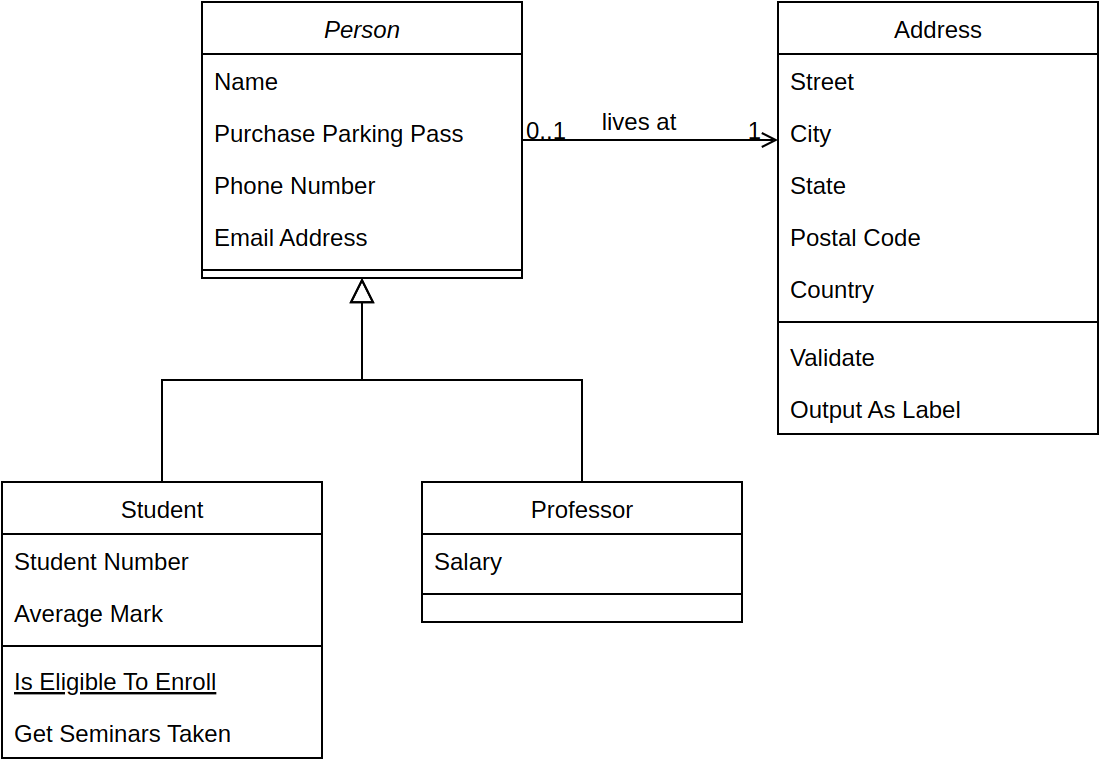 Person
Name
Purchase Parking Pass
Phone Number
Email Address
0..1
lives at
1
Address
Street
City
State
Postal Code
Country
Validate
Output As Label
Student
Student Number
Average Mark
Is Eligible To Enroll
Get Seminars Taken
Professor
Salary